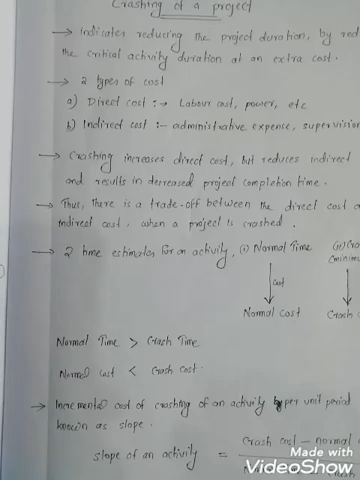 Crashing of a project
→ Indicates reducing the project duration, by red
the critical activity duration at an extra cost.
→ 2 types of cost
a) Direct cost :→ Labour cost, power, etc
b) Indirect cost :- administrative expense, supervision
→ Crashing increases direct cost, but reduces indirect
and results in decreased project completion time.
→ Thus, there is a trade-off between the direct cost a
Indirect cost, when a project is crashed.
→ 2 time estimates for an activity, (i) Normal Time (ii) Cra
(minimu
cost
Normal Cost Crash c
Normal Time > Crash Time
Normal cost < Crash cost.
→ Incremental cost of crashing of an activity per unit period
known as slope.
slope of an activity = Crash cost - normal
Made with
VideoShow